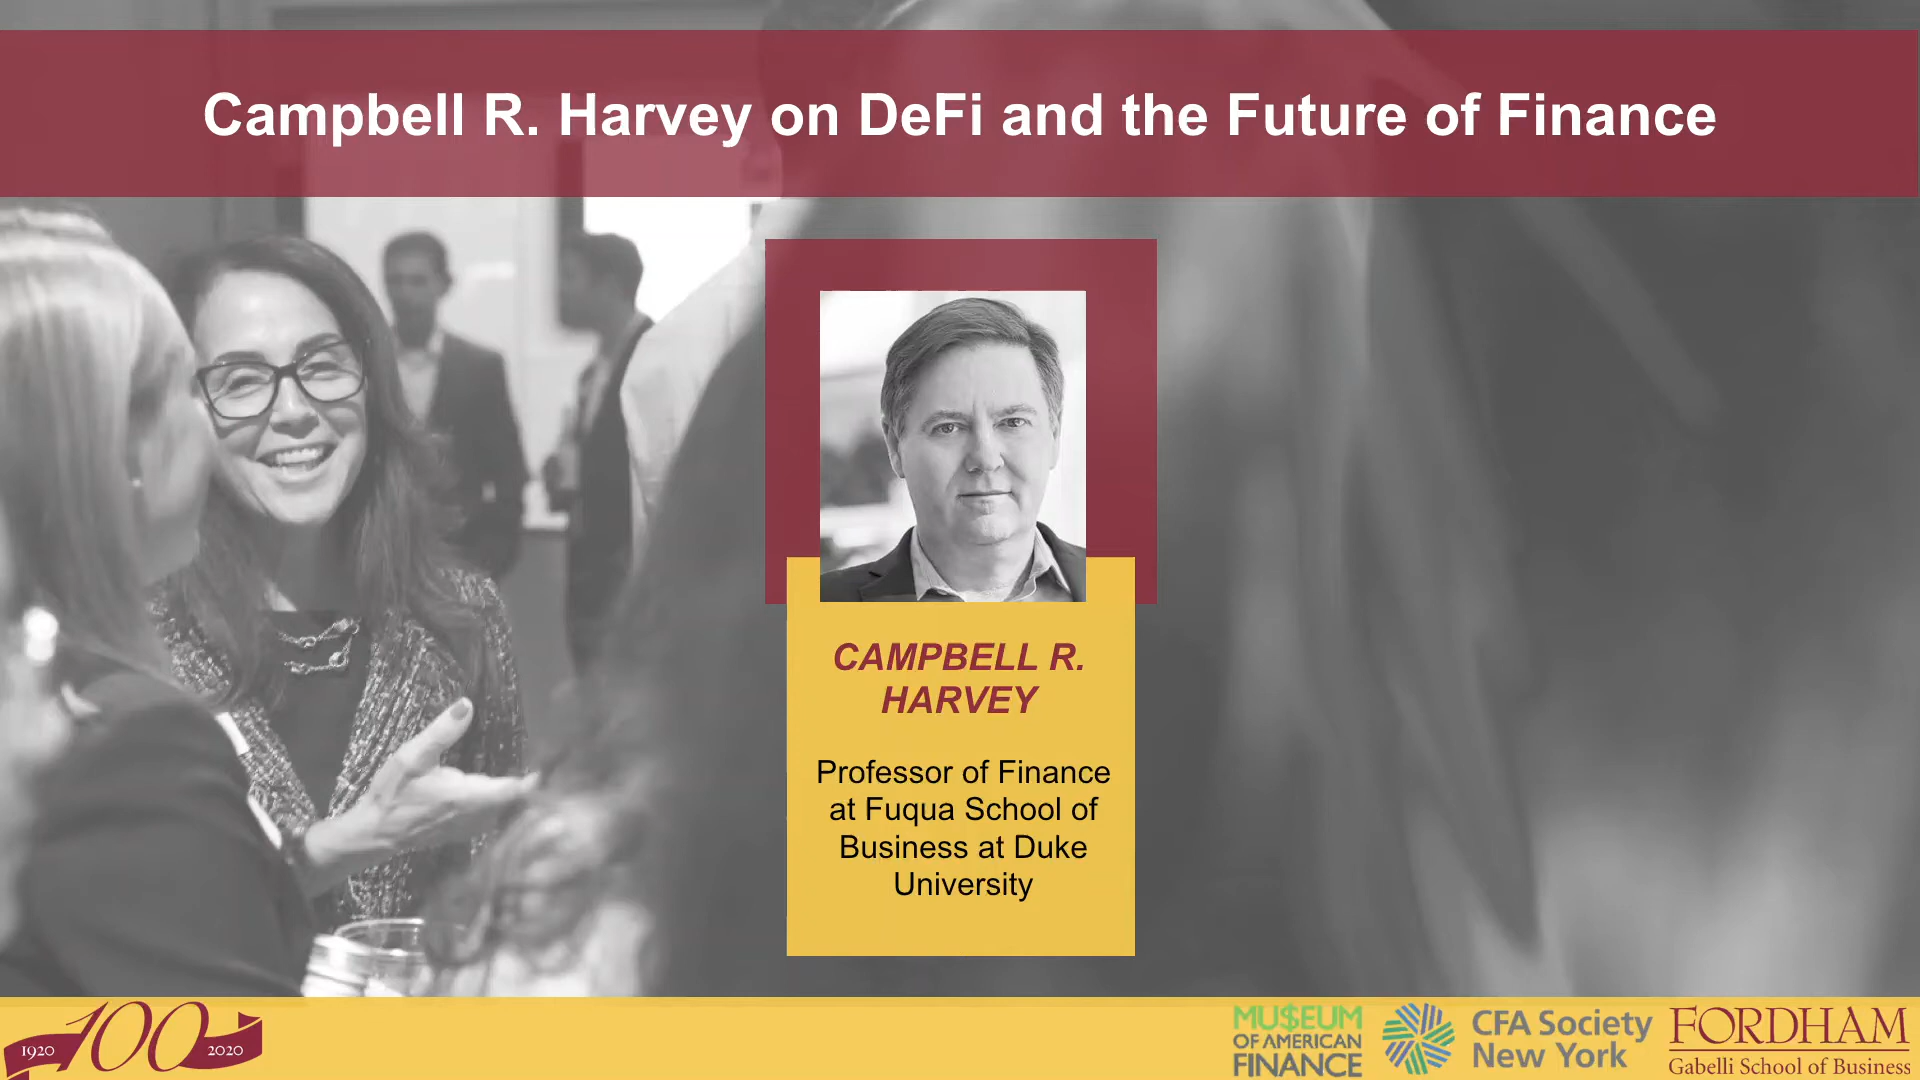 Campbell R. Harvey on DeFi and the Future of Finance
CAMPBELL R.
HARVEY
Professor of Finance
at Fuqua School of
Business at Duke
University
100
1920
2020
MU$EUM
OF AMERICAN
FINANCE
CFA Society
New York
FORDHAM
Gabelli School of Business